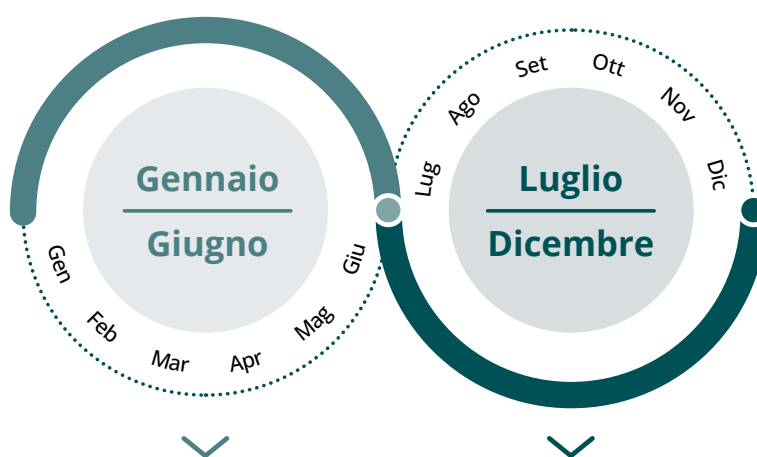 Gennaio
Giugno
Gen
Feb
Mar
Apr
Mag
Giu
Luglio
Dicembre
Lug
Ago
Set
Ott
Nov
Dic